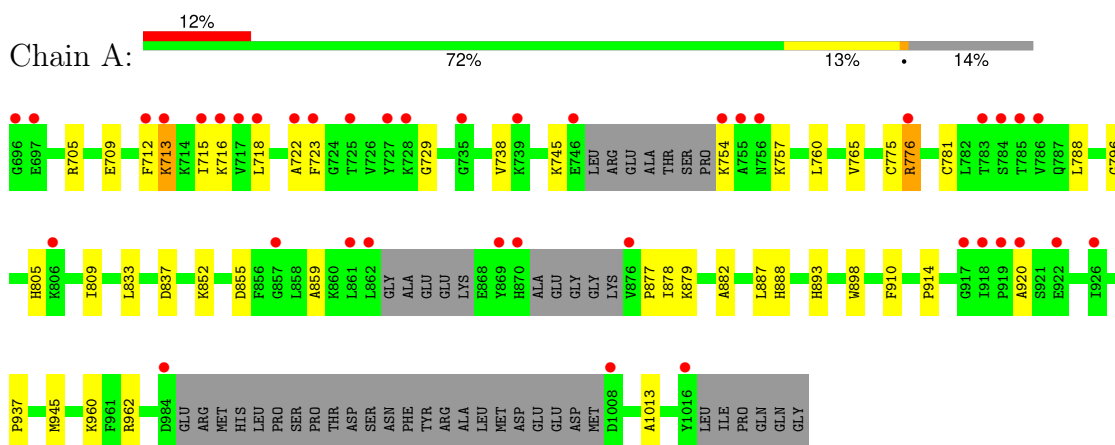 12%
Chain A:
72% 13% • 14%
G696 E697 R705 E709 F712 K713 K714 I715 K716 V717 L718 A722 F723 G724 T725 V726 Y727 K728 G729 G735 V738 K739 K745 E746 LEU ARG GLU ALA THR SER PRO K754 A755 N756 K757 L760 V765 C775 R776 C781 L782 T783 S784 T785 V786 Q787 L788
H805 K806 I809 L833 D837 K852 D855 F856 G857 L858 A859 K860 L861 L862 GLY ALA GLU GLU LYS E868 Y869 H870 ALA GLU GLY GLY LYS V876 P877 I878 K879 A882 L887 H888 H893 W898 F910 P914 G917 I918 P919 A920 S921 E922 I926
P937 M945 K960 F961 R962 D984 GLU ARG MET HIS LEU PRO SER PRO THR ASP SER ASN PHE TYR ARG ALA LEU MET ASP GLU GLU ASP MET D1008 A1013 Y1016 LEU ILE PRO GLN GLN GLY